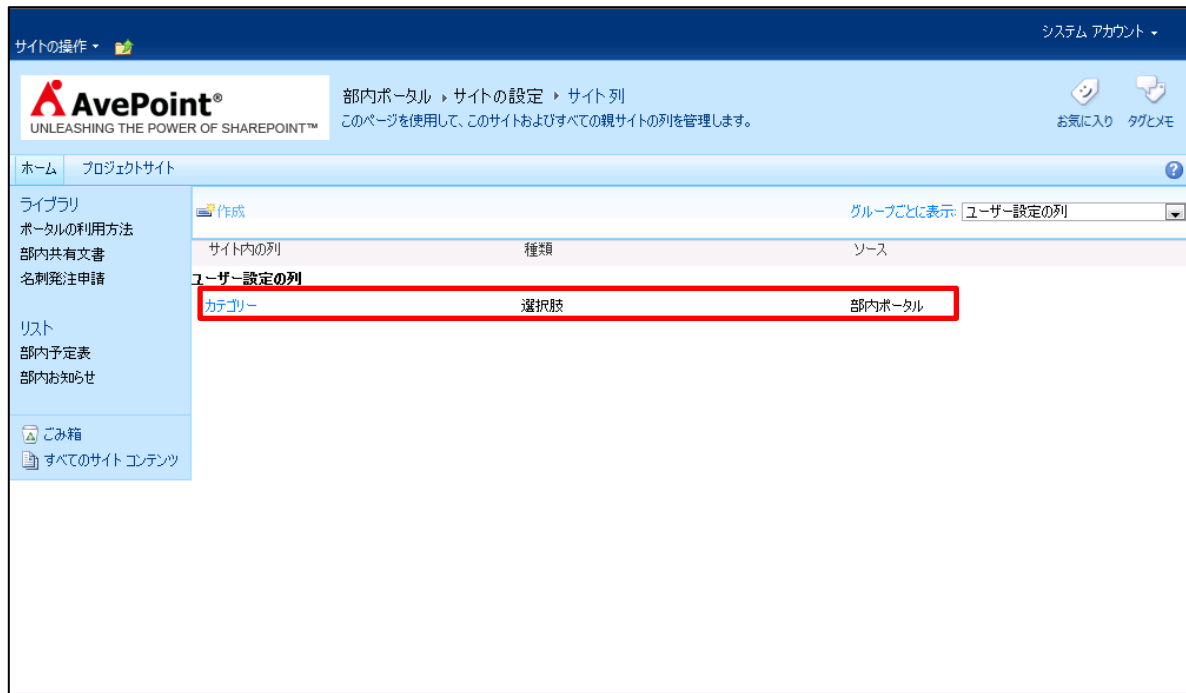 システム アカウント
サイトの操作
AvePoint®
UNLEASHING THE POWER OF SHAREPOINT™
部内ポータル ▸ サイトの設定 ▸ サイト列
このページを使用して、このサイトおよびすべての親サイトの列を管理します。
お気に入り タグとメモ
ホーム プロジェクトサイト
ライブラリ
ポータルの利用方法
部内共有文書
名刺発注申請
リスト
部内予定表
部内お知らせ
ごみ箱
すべてのサイト コンテンツ
作成 グループごとに表示: ユーザー設定の列
サイト内の列 種類 ソース
ユーザー設定の列
カテゴリー 選択肢 部内ポータル